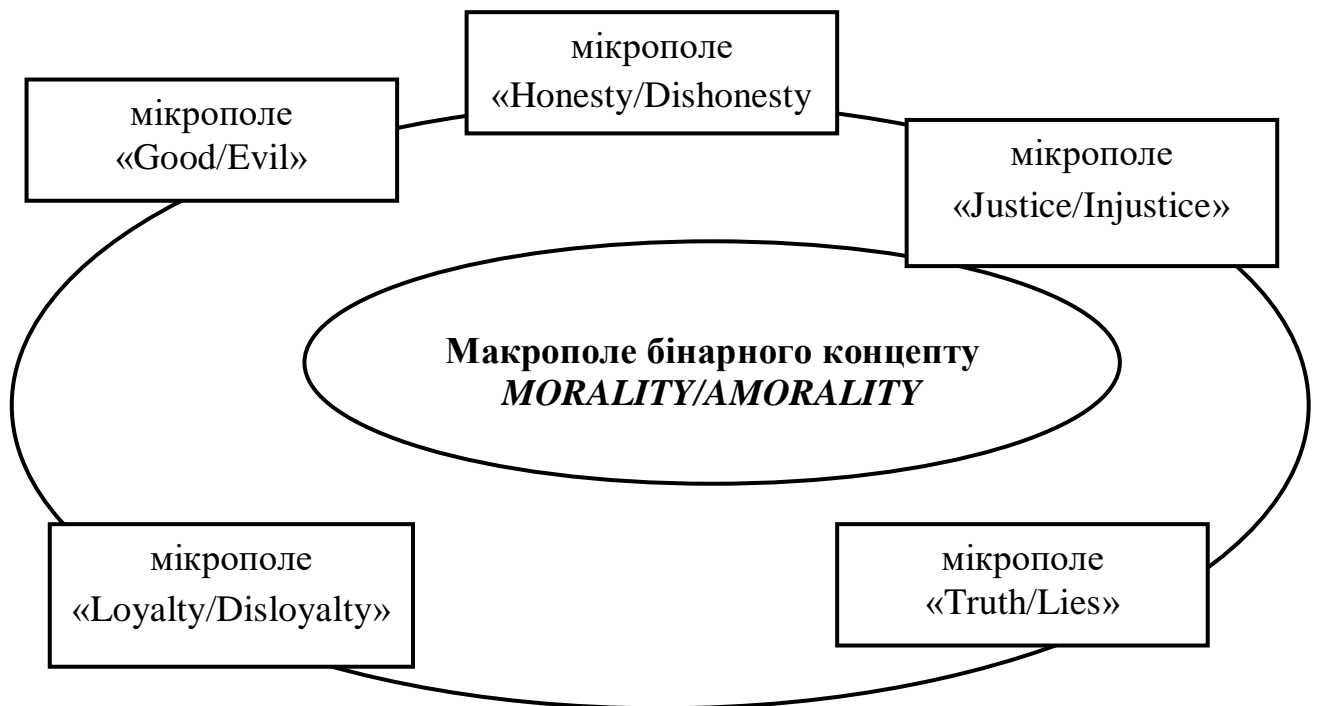 мікрополе
«Honesty/Dishonesty
мікрополе
«Good/Evil»
мікрополе
«Justice/Injustice»
Макрополе бінарного концепту
MORALITY/AMORALITY
мікрополе
«Loyalty/Disloyalty»
мікрополе
«Truth/Lies»